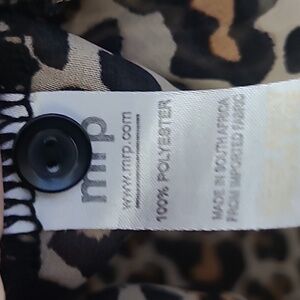 mrp
www.mrp.com
100% POLYESTER
MADE IN SOUTH AFRICA
FROM IMPORTED FABRIC